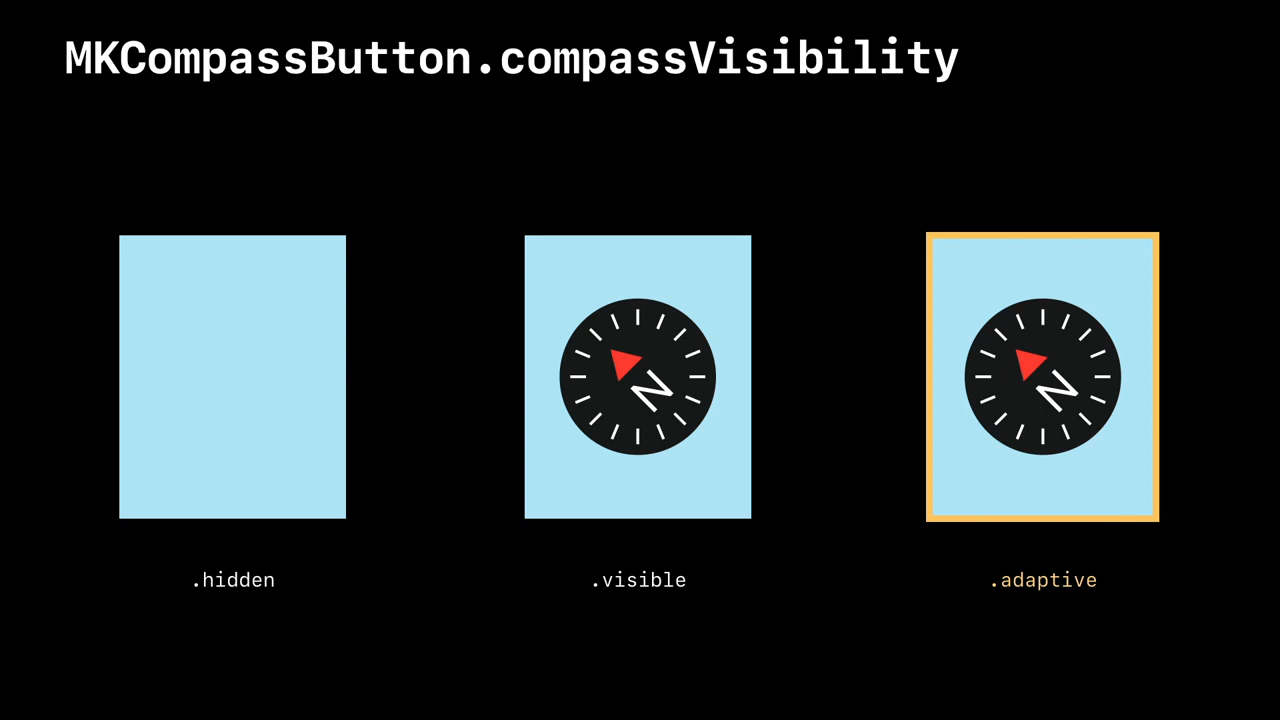 MKCompassButton.compassVisibility
N
N
.hidden
.visible
.adaptive